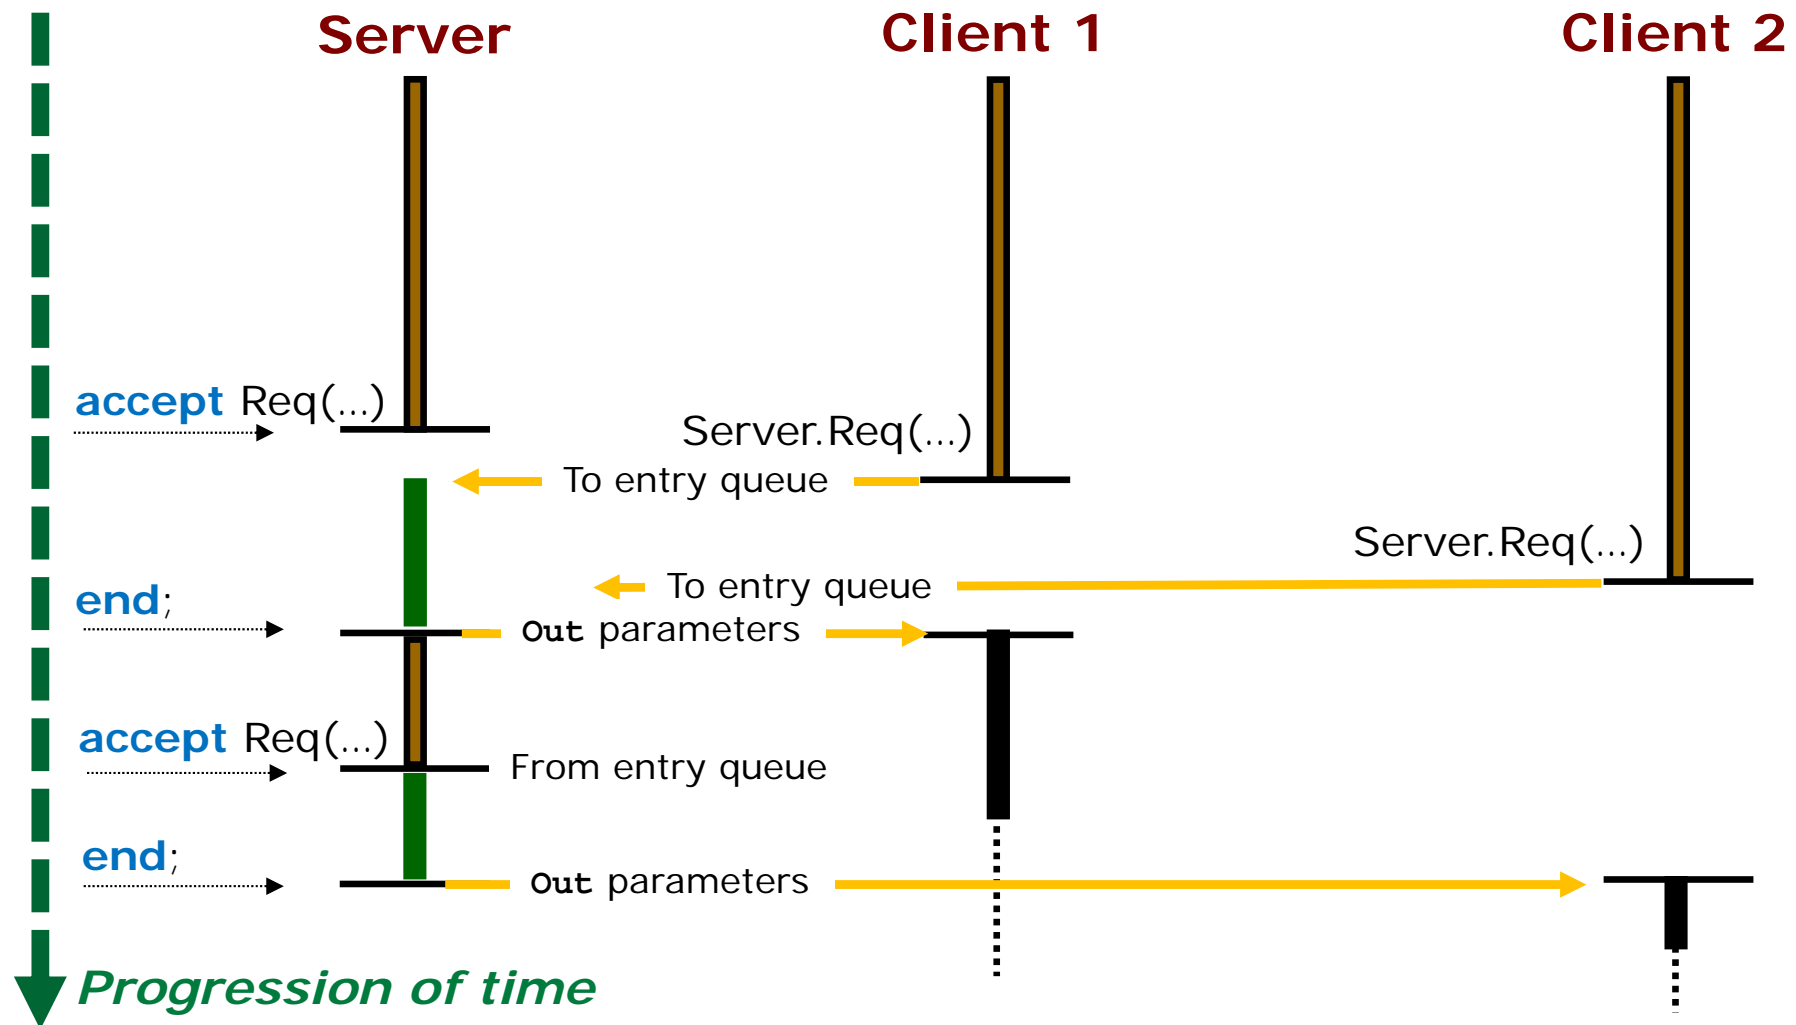 Server
Client 1
Client 2
accept Req(...)
Server.Req(...)
To entry queue
Server.Req(...)
To entry queue
end;
Out parameters
accept Req(...)
From entry queue
end;
Out parameters
Progression of time